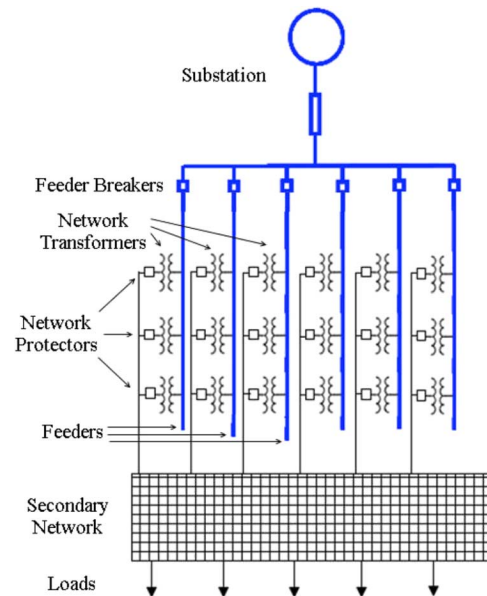 Substation
Feeder Breakers
Network
Transformers
Network
Protectors
Feeders
Secondary
Network
Loads